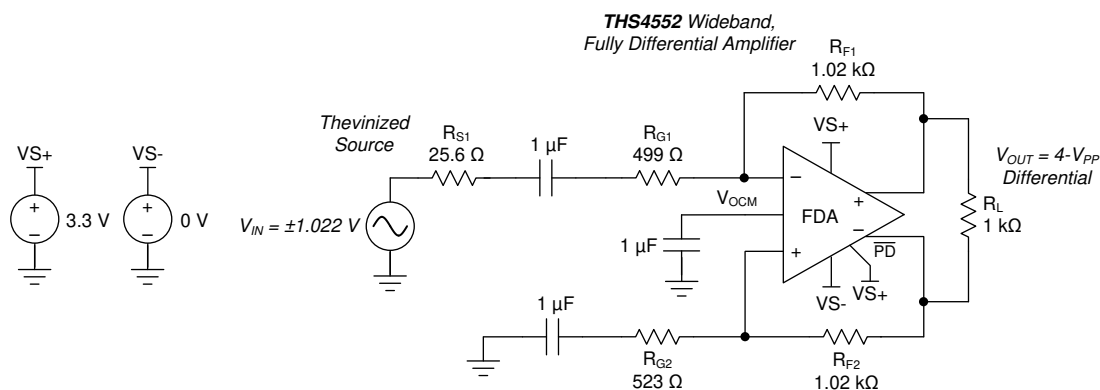 THS4552 Wideband,
Fully Differential Amplifier
RF1
1.02 kΩ
Thevinized
Source
RS1
25.6 Ω
1 µF
RG1
499 Ω
VS+
VS-
3.3 V
0 V
VIN = ±1.022 V
VS+
VOCM
FDA
−
+
+
−
PD
VS+
VS-
1 µF
VOUT = 4-VPP
Differential
RL
1 kΩ
1 µF
RG2
523 Ω
RF2
1.02 kΩ
+
−
+
−